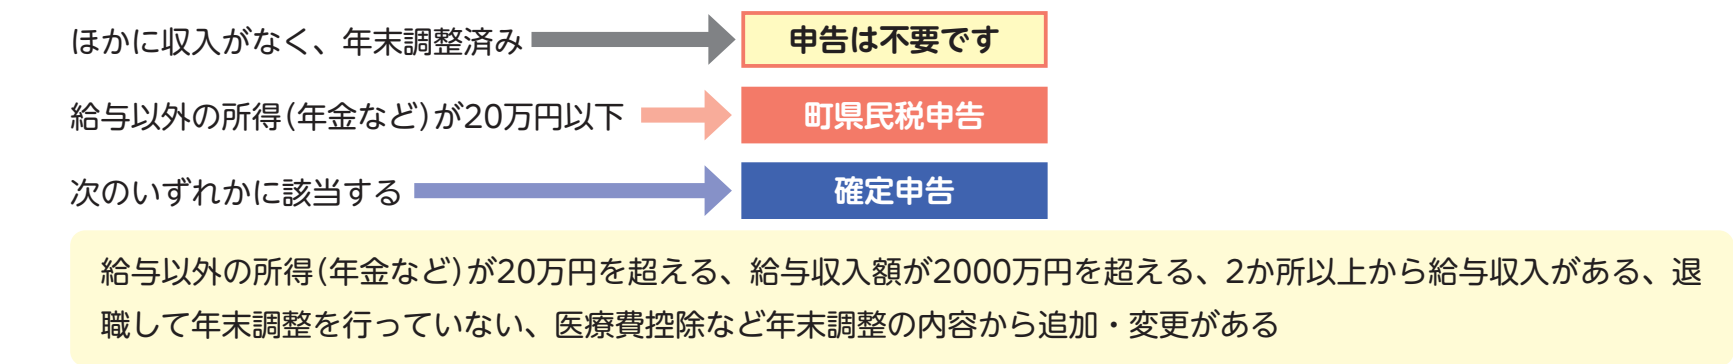 ほかに収入がなく、年末調整済み 申告は不要です
給与以外の所得(年金など)が20万円以下 町県民税申告
次のいずれかに該当する 確定申告
給与以外の所得(年金など)が20万円を超える、給与収入額が2000万円を超える、2か所以上から給与収入がある、退
職して年末調整を行っていない、医療費控除など年末調整の内容から追加・変更がある